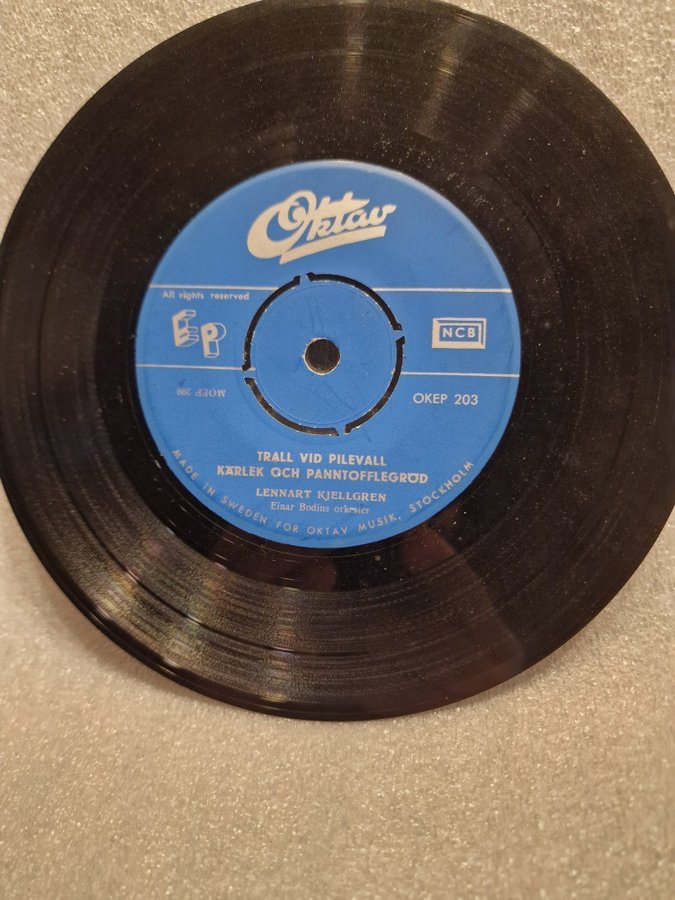 Oktav
All rights reserved
EP
NCB
MOEP 299
OKEP 203
TRALL VID PILEVALL
KÄRLEK OCH PANNTOFFLEGRÖD
LENNART KJELLGREN
Einar Bodins orkester
MADE IN SWEDEN FOR OKTAV MUSIK, STOCKHOLM